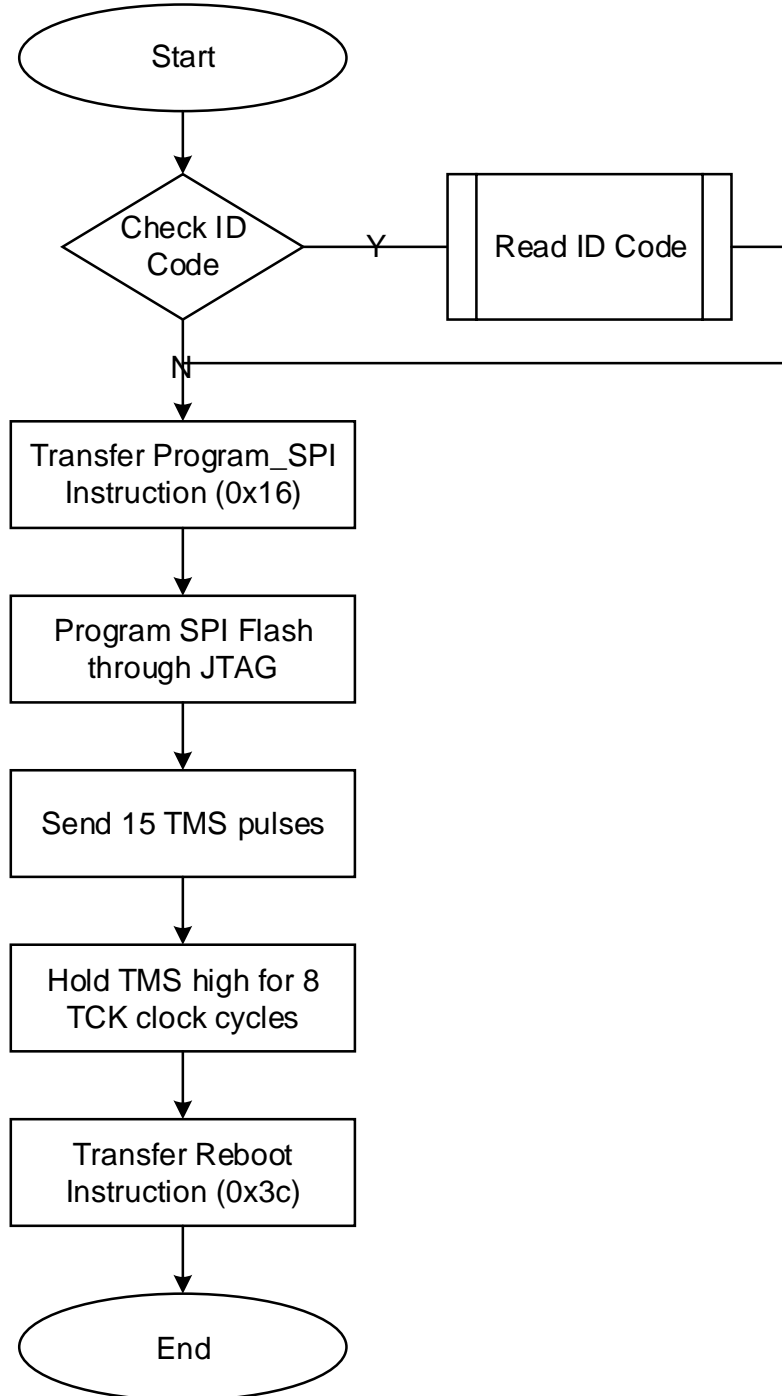 Start
Check ID
Code
Y
Read ID Code
N
Transfer Program_SPI
Instruction (0x16)
Program SPI Flash
through JTAG
Send 15 TMS pulses
Hold TMS high for 8
TCK clock cycles
Transfer Reboot
Instruction (0x3c)
End